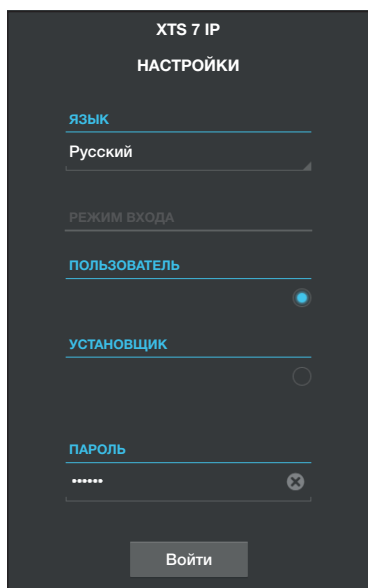 XTS 7 IP
НАСТРОЙКИ
ЯЗЫК
Русский
РЕЖИМ ВХОДА
ПОЛЬЗОВАТЕЛЬ
УСТАНОВЩИК
ПАРОЛЬ
••••••
Войти